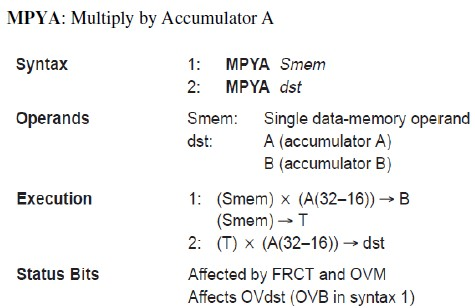 MPYA: Multiply by Accumulator A
Syntax 1: MPYA Smem
2: MPYA dst
Operands Smem: Single data-memory operand
dst: A (accumulator A)
B (accumulator B)
Execution 1: (Smem) × (A(32–16)) → B
(Smem) → T
2: (T) × (A(32–16)) → dst
Status Bits Affected by FRCT and OVM
Affects OVdst (OVB in syntax 1)